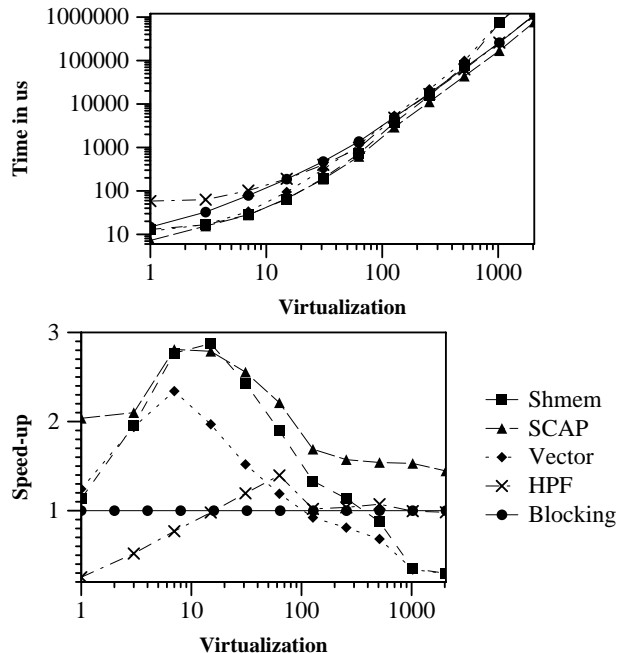 1000000
100000
10000
1000
100
10
Time in us
1 10 100 1000
Virtualization
3
2
1
Speed-up
1 10 100 1000
Virtualization
Shmem
SCAP
Vector
HPF
Blocking